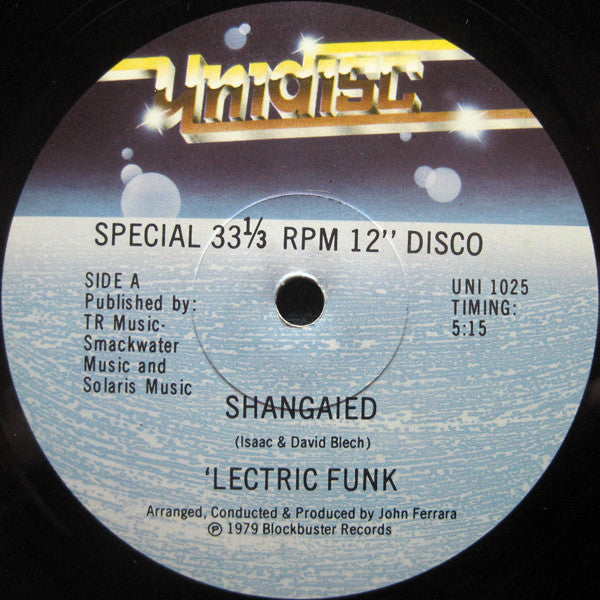 Unidisc
SPECIAL 33⅓ RPM 12" DISCO
SIDE A
Published by:
TR Music-
Smackwater
Music and
Solaris Music
UNI 1025
TIMING:
5:15
SHANGAIED
(Isaac & David Blech)
'LECTRIC FUNK
Arranged, Conducted & Produced by John Ferrara
℗ 1979 Blockbuster Records